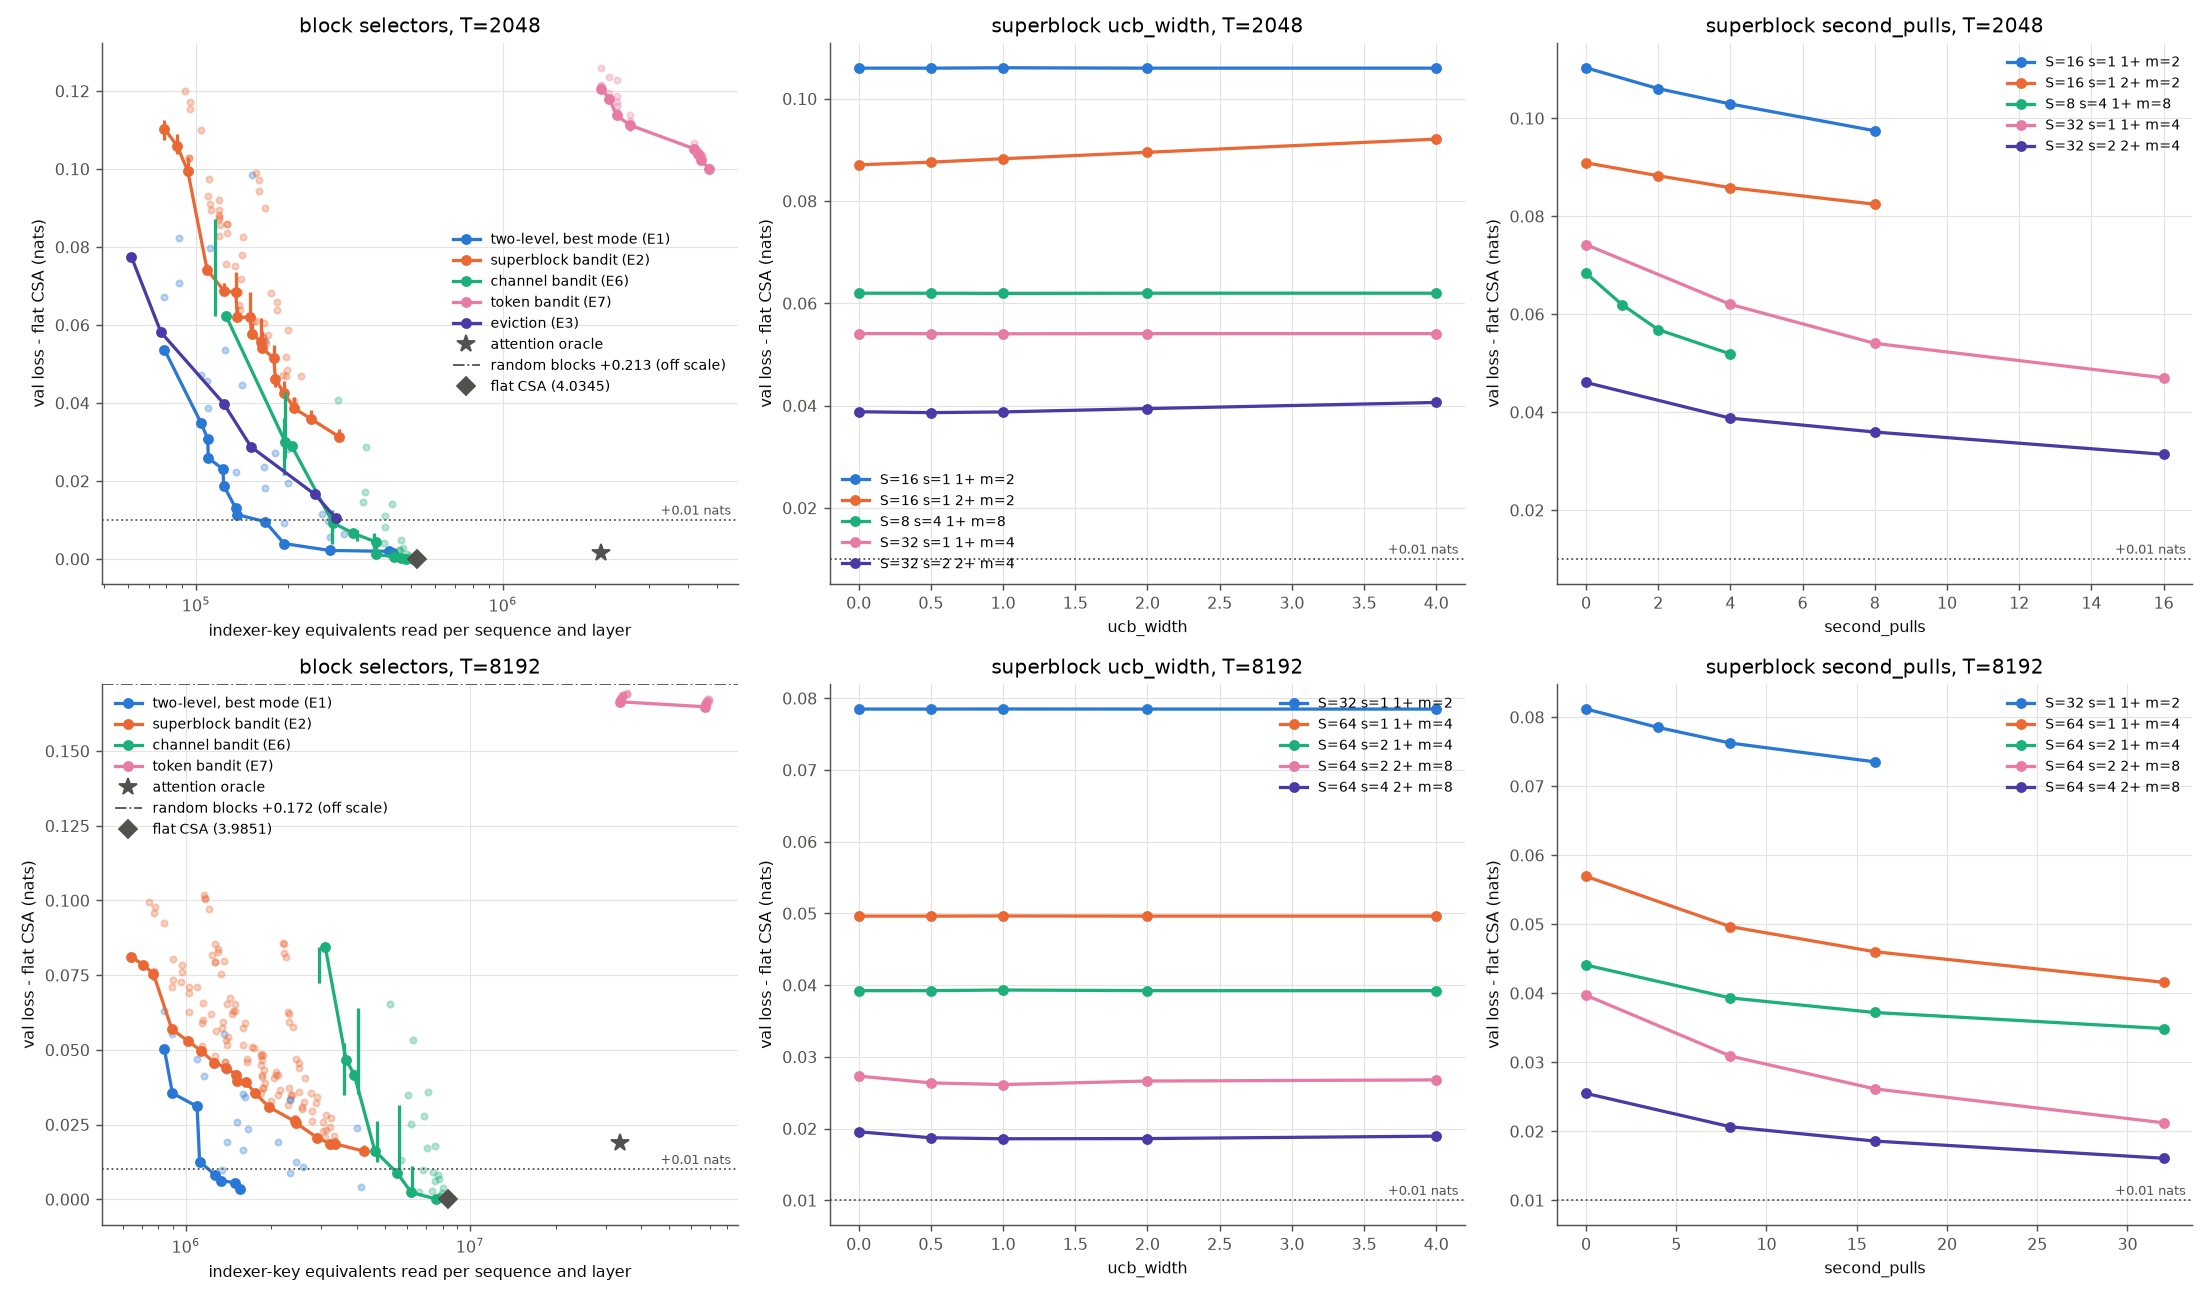 block selectors, T=2048
val loss - flat CSA (nats)
0.12
0.10
0.08
0.06
0.04
0.02
0.00
two-level, best mode (E1)
superblock bandit (E2)
channel bandit (E6)
token bandit (E7)
eviction (E3)
attention oracle
random blocks +0.213 (off scale)
flat CSA (4.0345)
+0.01 nats
10^5
10^6
indexer-key equivalents read per sequence and layer
superblock ucb_width, T=2048
val loss - flat CSA (nats)
0.10
0.08
0.06
0.04
0.02
S=16 s=1 1+ m=2
S=16 s=1 2+ m=2
S=8 s=4 1+ m=8
S=32 s=1 1+ m=4
S=32 s=2 2+ m=4
+0.01 nats
0.0 0.5 1.0 1.5 2.0 2.5 3.0 3.5 4.0
ucb_width
superblock second_pulls, T=2048
val loss - flat CSA (nats)
0.10
0.08
0.06
0.04
0.02
S=16 s=1 1+ m=2
S=16 s=1 2+ m=2
S=8 s=4 1+ m=8
S=32 s=1 1+ m=4
S=32 s=2 2+ m=4
+0.01 nats
0 2 4 6 8 10 12 14 16
second_pulls
block selectors, T=8192
val loss - flat CSA (nats)
0.150
0.125
0.100
0.075
0.050
0.025
0.000
two-level, best mode (E1)
superblock bandit (E2)
channel bandit (E6)
token bandit (E7)
attention oracle
random blocks +0.172 (off scale)
flat CSA (3.9851)
+0.01 nats
10^6
10^7
indexer-key equivalents read per sequence and layer
superblock ucb_width, T=8192
val loss - flat CSA (nats)
0.08
0.07
0.06
0.05
0.04
0.03
0.02
0.01
S=32 s=1 1+ m=2
S=64 s=1 1+ m=4
S=64 s=2 1+ m=4
S=64 s=2 2+ m=8
S=64 s=4 2+ m=8
+0.01 nats
0.0 0.5 1.0 1.5 2.0 2.5 3.0 3.5 4.0
ucb_width
superblock second_pulls, T=8192
val loss - flat CSA (nats)
0.08
0.07
0.06
0.05
0.04
0.03
0.02
0.01
S=32 s=1 1+ m=2
S=64 s=1 1+ m=4
S=64 s=2 1+ m=4
S=64 s=2 2+ m=8
S=64 s=4 2+ m=8
+0.01 nats
0 5 10 15 20 25 30
second_pulls